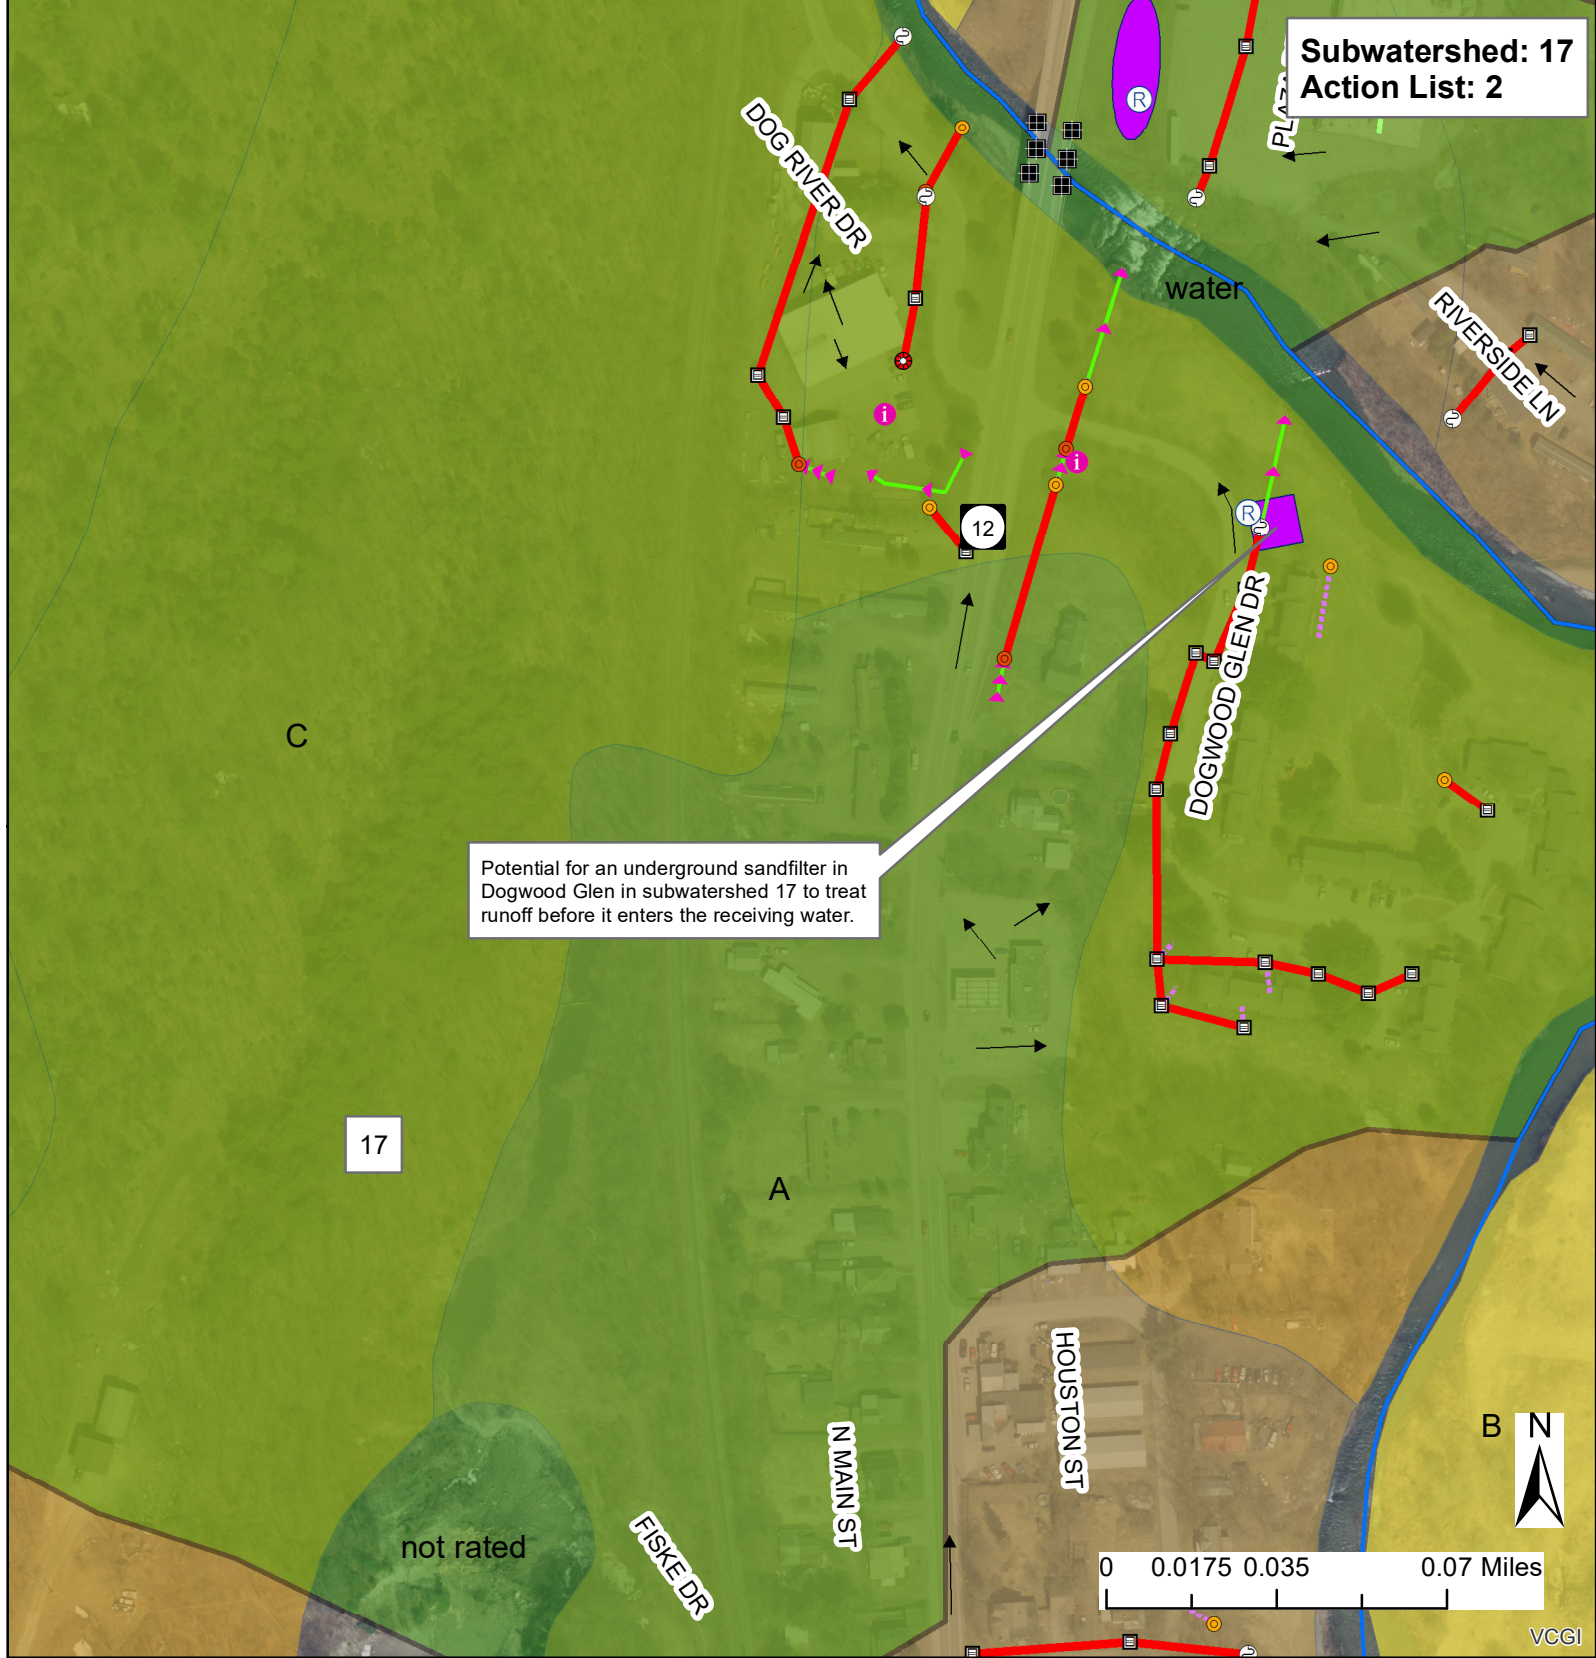 Subwatershed: 17
Action List: 2
R
DOG RIVER DR
water
RIVERSIDE LN
i
i
12
R
DOGWOOD GLEN DR
C
Potential for an underground sandfilter in
Dogwood Glen in subwatershed 17 to treat
runoff before it enters the receiving water.
17
A
HOUSTON ST
N MAIN ST
B
N
not rated
FISKE DR
0 0.0175 0.035 0.07 Miles
VCGI